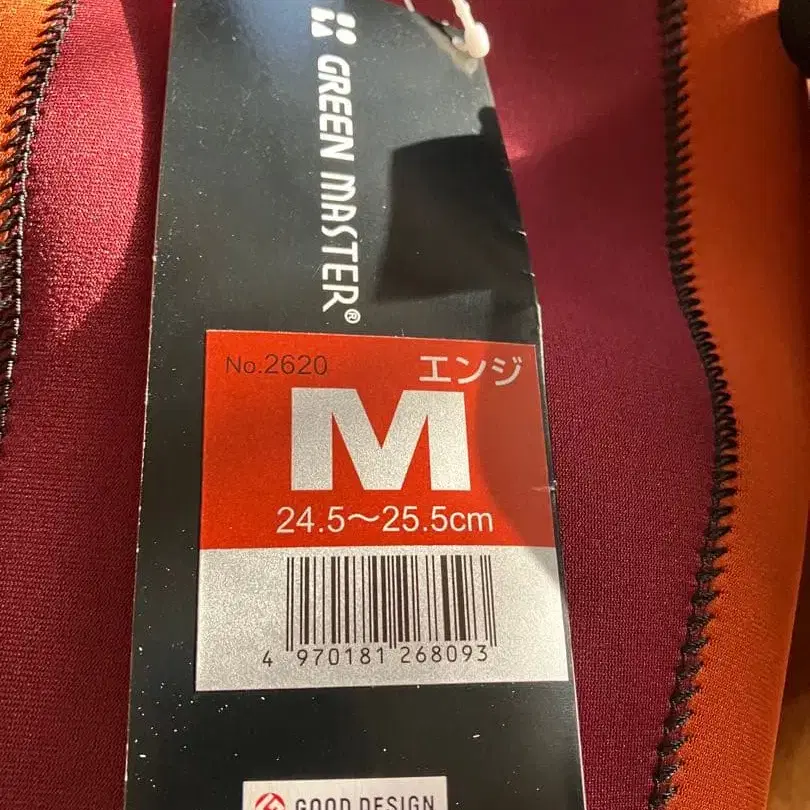 GREEN MASTER®
No.2620 エンジ
M
24.5〜25.5cm
4 970181 268093
GOOD DESIGN